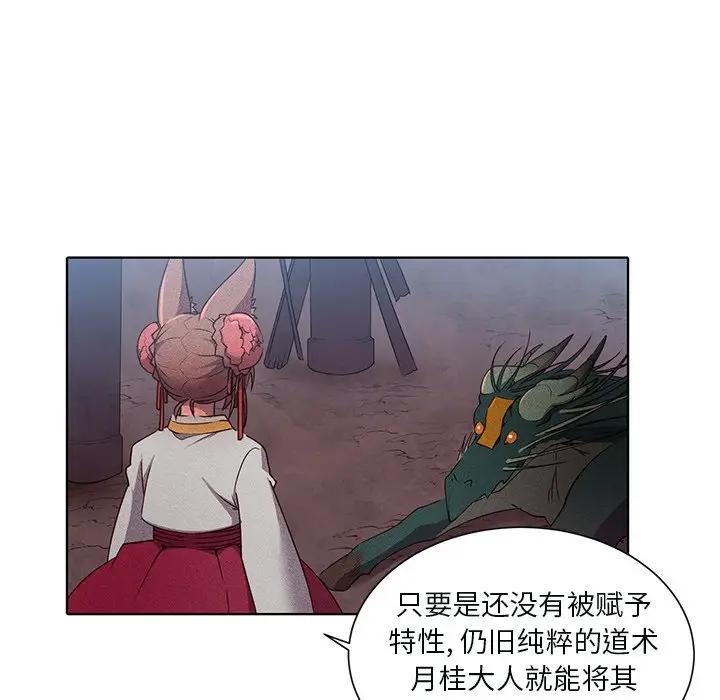 只要是还没有被赋予
特性,仍旧纯粹的道术
月桂大人就能将其